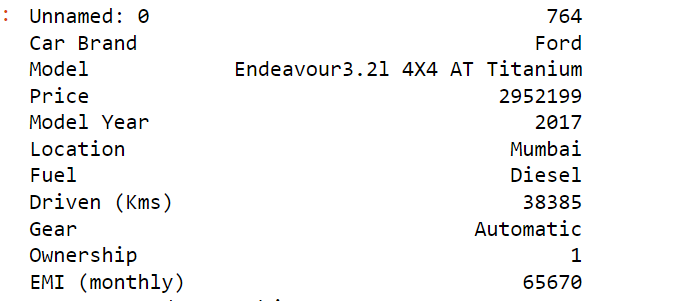 : Unnamed: 0 764
Car Brand Ford
Model Endeavour3.2l 4X4 AT Titanium
Price 2952199
Model Year 2017
Location Mumbai
Fuel Diesel
Driven (Kms) 38385
Gear Automatic
Ownership 1
EMI (monthly) 65670